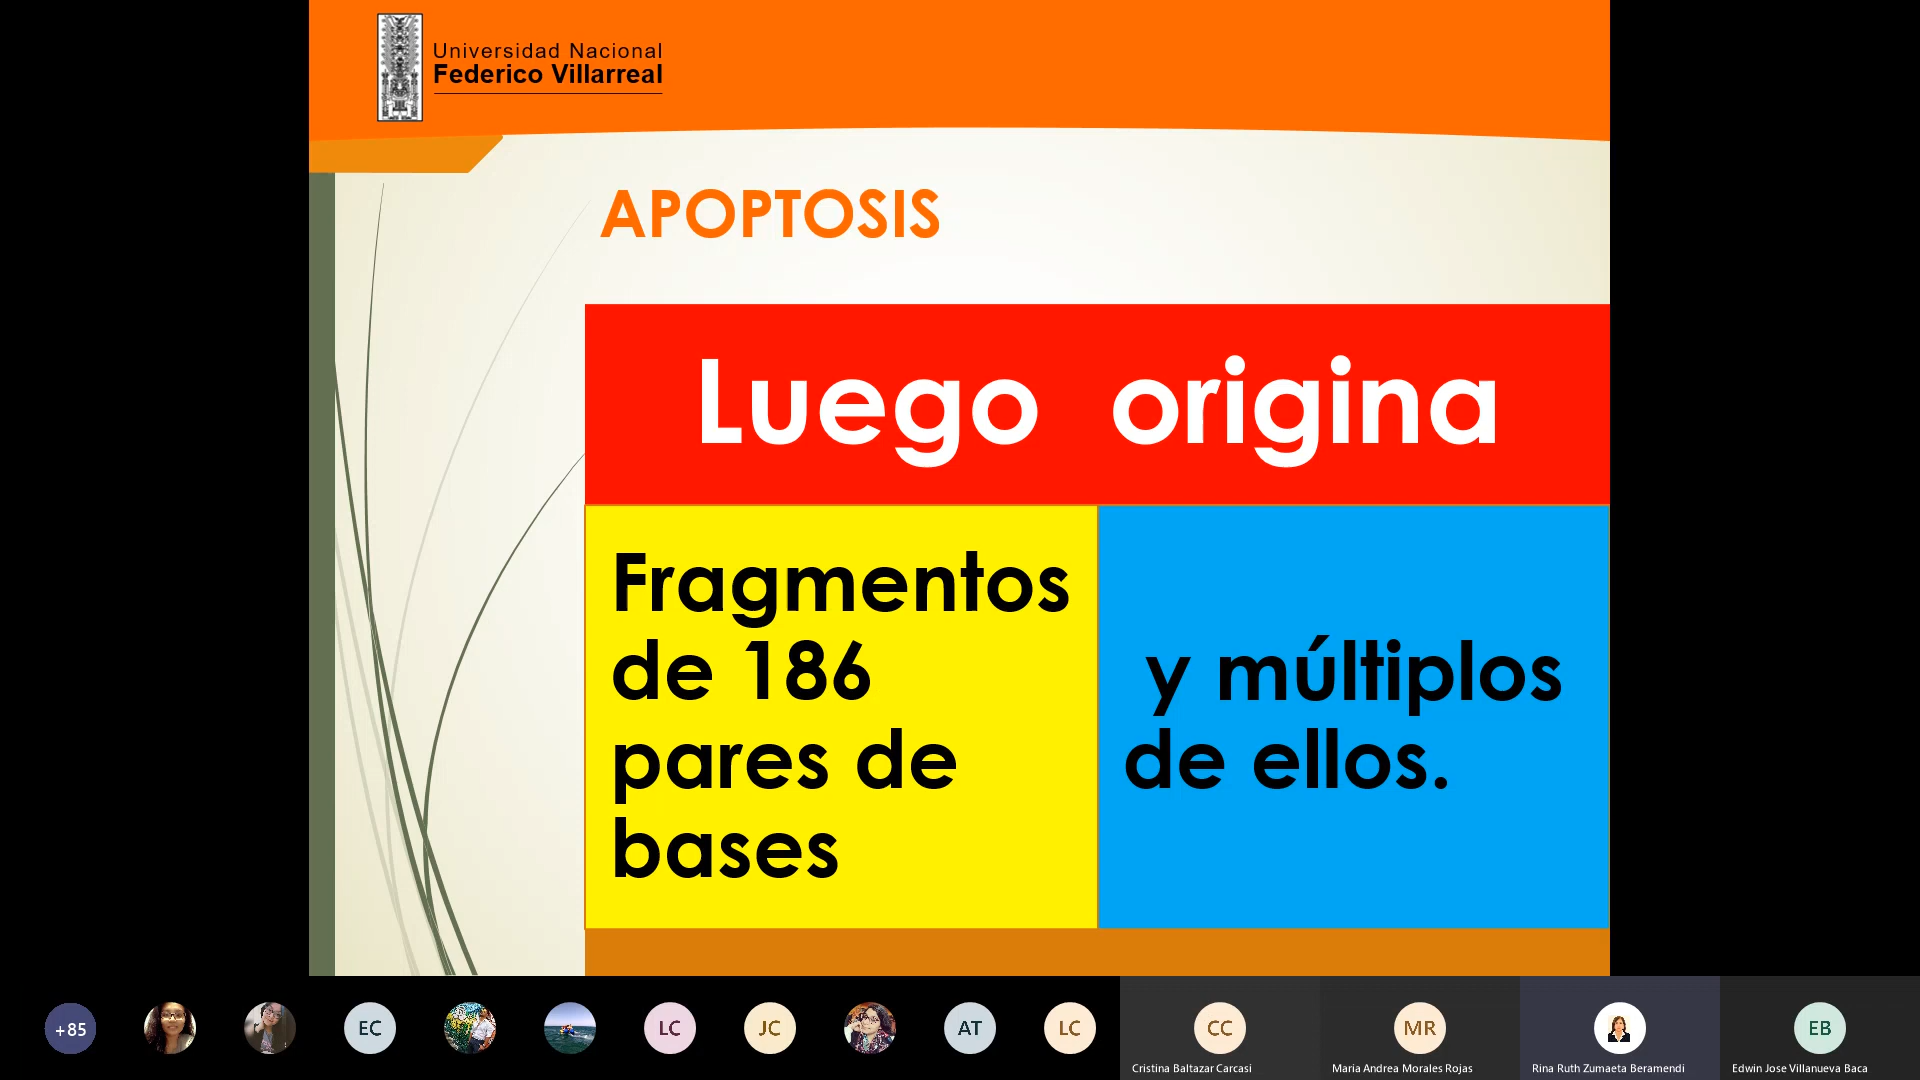 Universidad Nacional
Federico Villarreal
APOPTOSIS
Luego origina
Fragmentos
de 186
pares de
bases
y múltiplos
de ellos.
+85
EC
LC
JC
AT
LC
CC
MR
EB
Cristina Baltazar Carcasi
Maria Andrea Morales Rojas
Rina Ruth Zumaeta Beramendi
Edwin Jose Villanueva Baca